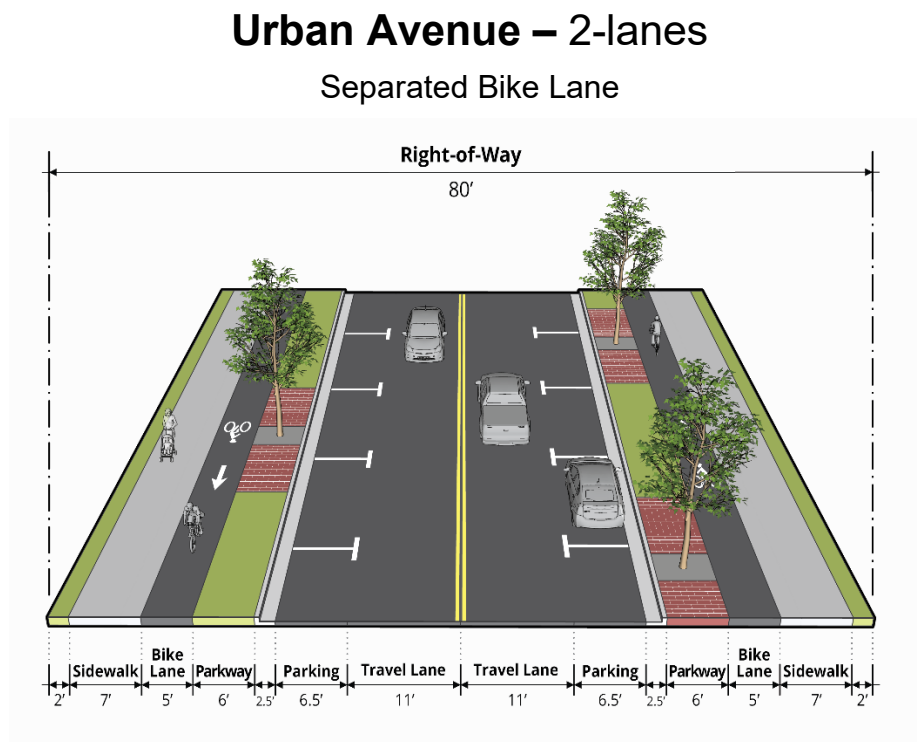 Urban Avenue – 2-lanes
Separated Bike Lane
Right-of-Way
80’
Sidewalk Bike Lane Parkway Parking Travel Lane Travel Lane Parking Parkway Bike Lane Sidewalk
2’ 7’ 5’ 6’ 2.5’ 6.5’ 11’ 11’ 6.5’ 2.5’ 6’ 5’ 7’ 2’